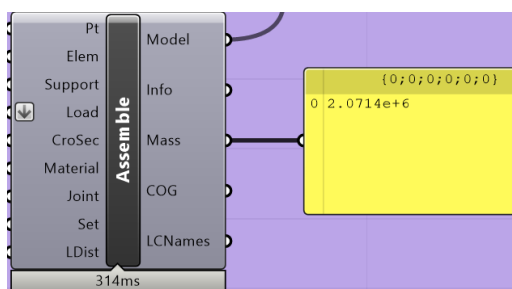 Pt
Elem
Support
Load
CroSec
Material
Joint
Set
LDist
Assemble
Model
Info
Mass
COG
LCNames
314ms
{0;0;0;0;0;0}
0 2.0714e+6